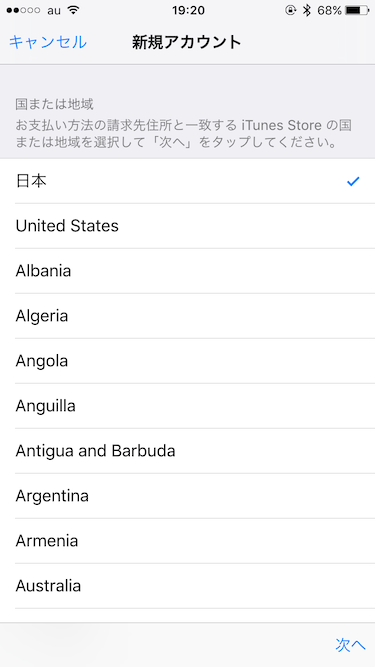 au 19:20 68%
キャンセル 新規アカウント
国または地域
お支払い方法の請求先住所と一致する iTunes Store の国
または地域を選択して「次へ」をタップしてください。
日本
United States
Albania
Algeria
Angola
Anguilla
Antigua and Barbuda
Argentina
Armenia
Australia
次へ